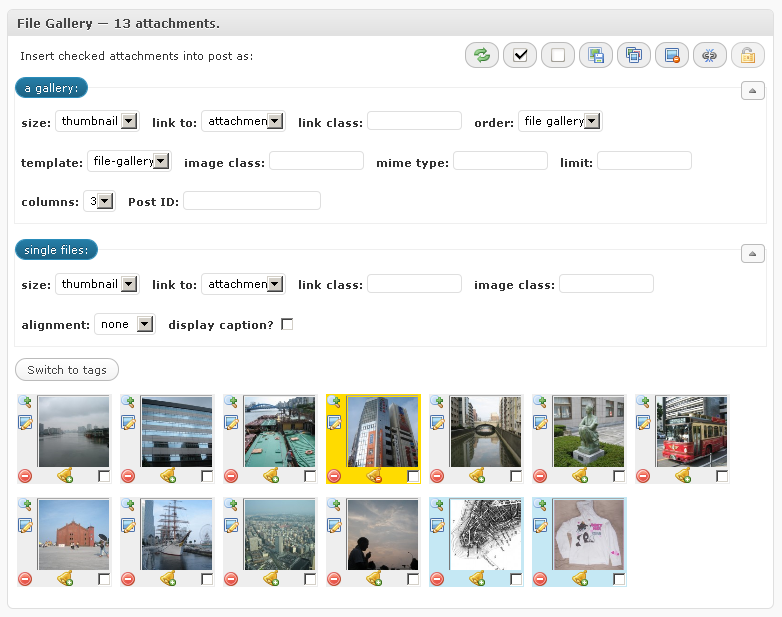 File Gallery — 13 attachments.
Insert checked attachments into post as:
a gallery:
size: thumbnail link to: attachmen link class: order: file gallery
template: file-gallery image class: mime type: limit:
columns: 3 Post ID:
single files:
size: thumbnail link to: attachmen link class: image class:
alignment: none display caption?
Switch to tags